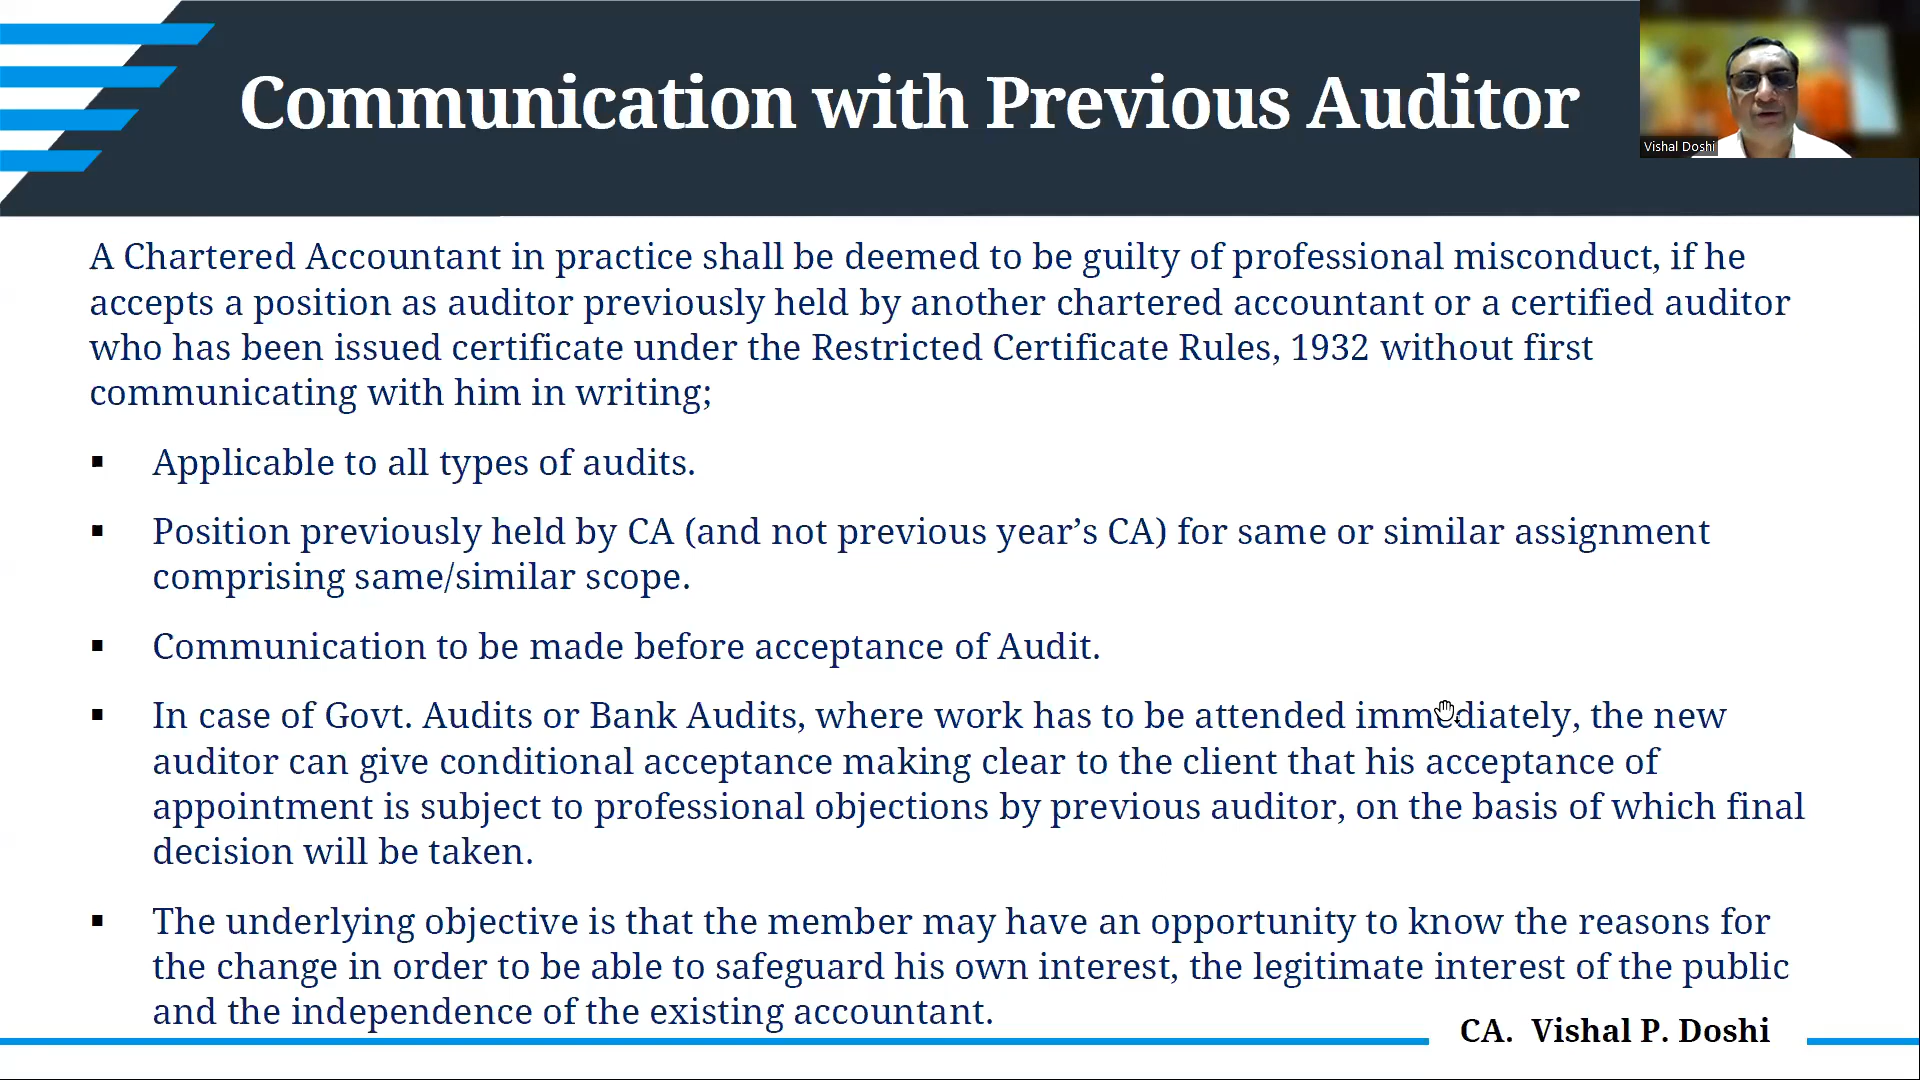 Communication with Previous Auditor
Vishal Doshi
A Chartered Accountant in practice shall be deemed to be guilty of professional misconduct, if he
accepts a position as auditor previously held by another chartered accountant or a certified auditor
who has been issued certificate under the Restricted Certificate Rules, 1932 without first
communicating with him in writing;
▪ Applicable to all types of audits.
▪ Position previously held by CA (and not previous year’s CA) for same or similar assignment
comprising same/similar scope.
▪ Communication to be made before acceptance of Audit.
▪ In case of Govt. Audits or Bank Audits, where work has to be attended immediately, the new
auditor can give conditional acceptance making clear to the client that his acceptance of
appointment is subject to professional objections by previous auditor, on the basis of which final
decision will be taken.
▪ The underlying objective is that the member may have an opportunity to know the reasons for
the change in order to be able to safeguard his own interest, the legitimate interest of the public
and the independence of the existing accountant.
CA. Vishal P. Doshi